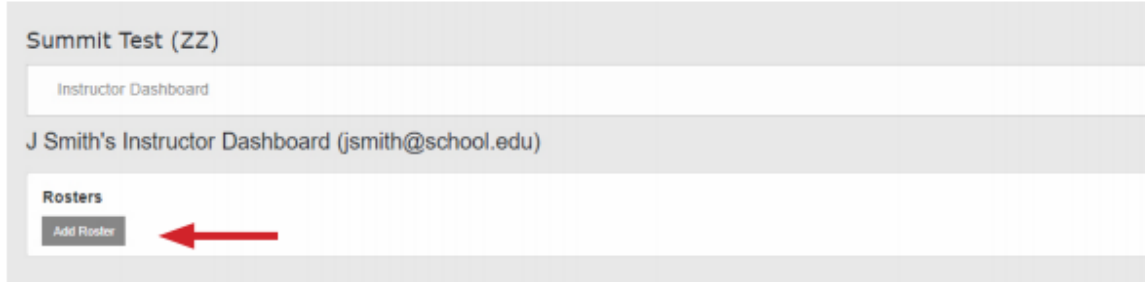 Summit Test (ZZ)
Instructor Dashboard
J Smith's Instructor Dashboard (jsmith@school.edu)
Rosters
Add Roster